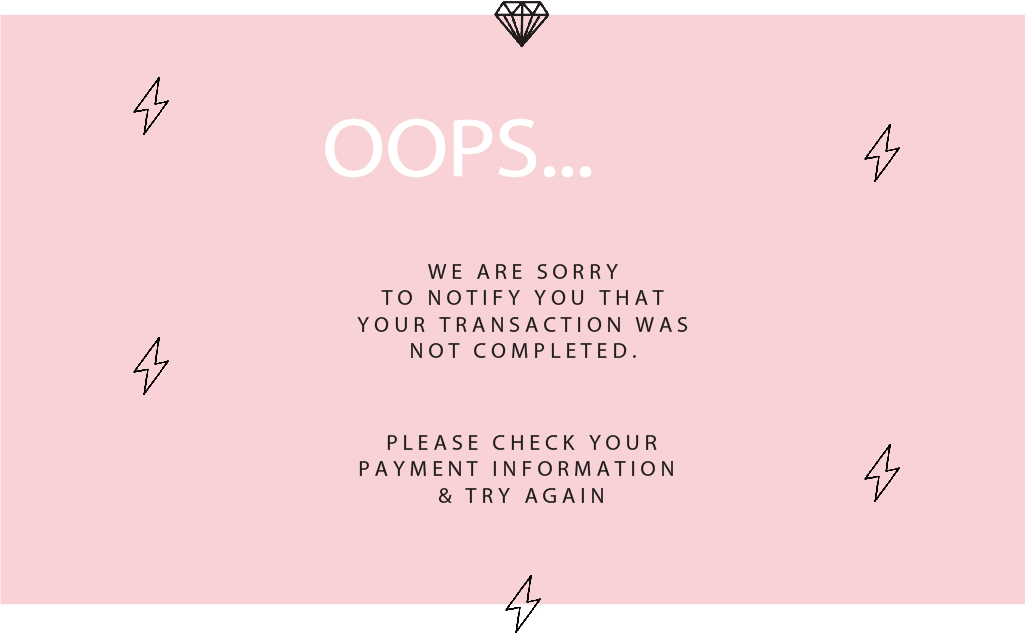 OOPS...
WE ARE SORRY
TO NOTIFY YOU THAT
YOUR TRANSACTION WAS
NOT COMPLETED.
PLEASE CHECK YOUR
PAYMENT INFORMATION
& TRY AGAIN